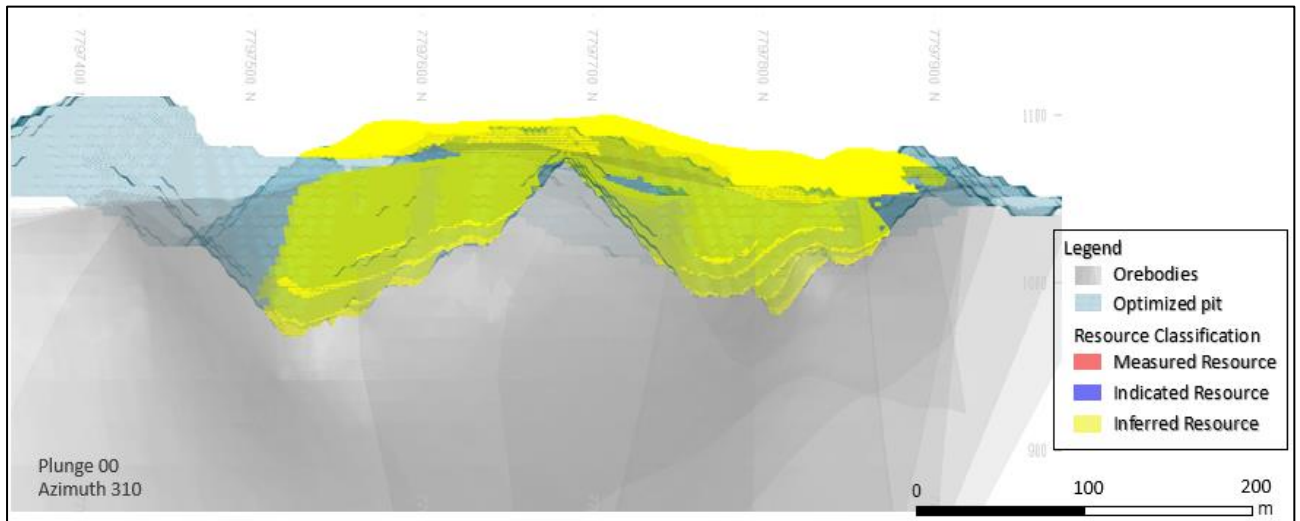 7797400 N
7797500 N
7797600 N
7797700 N
7797800 N
7797900 N
1100
1000
900
Legend
Orebodies
Optimized pit
Resource Classification
Measured Resource
Indicated Resource
Inferred Resource
Plunge 00
Azimuth 310
0
100
200
m